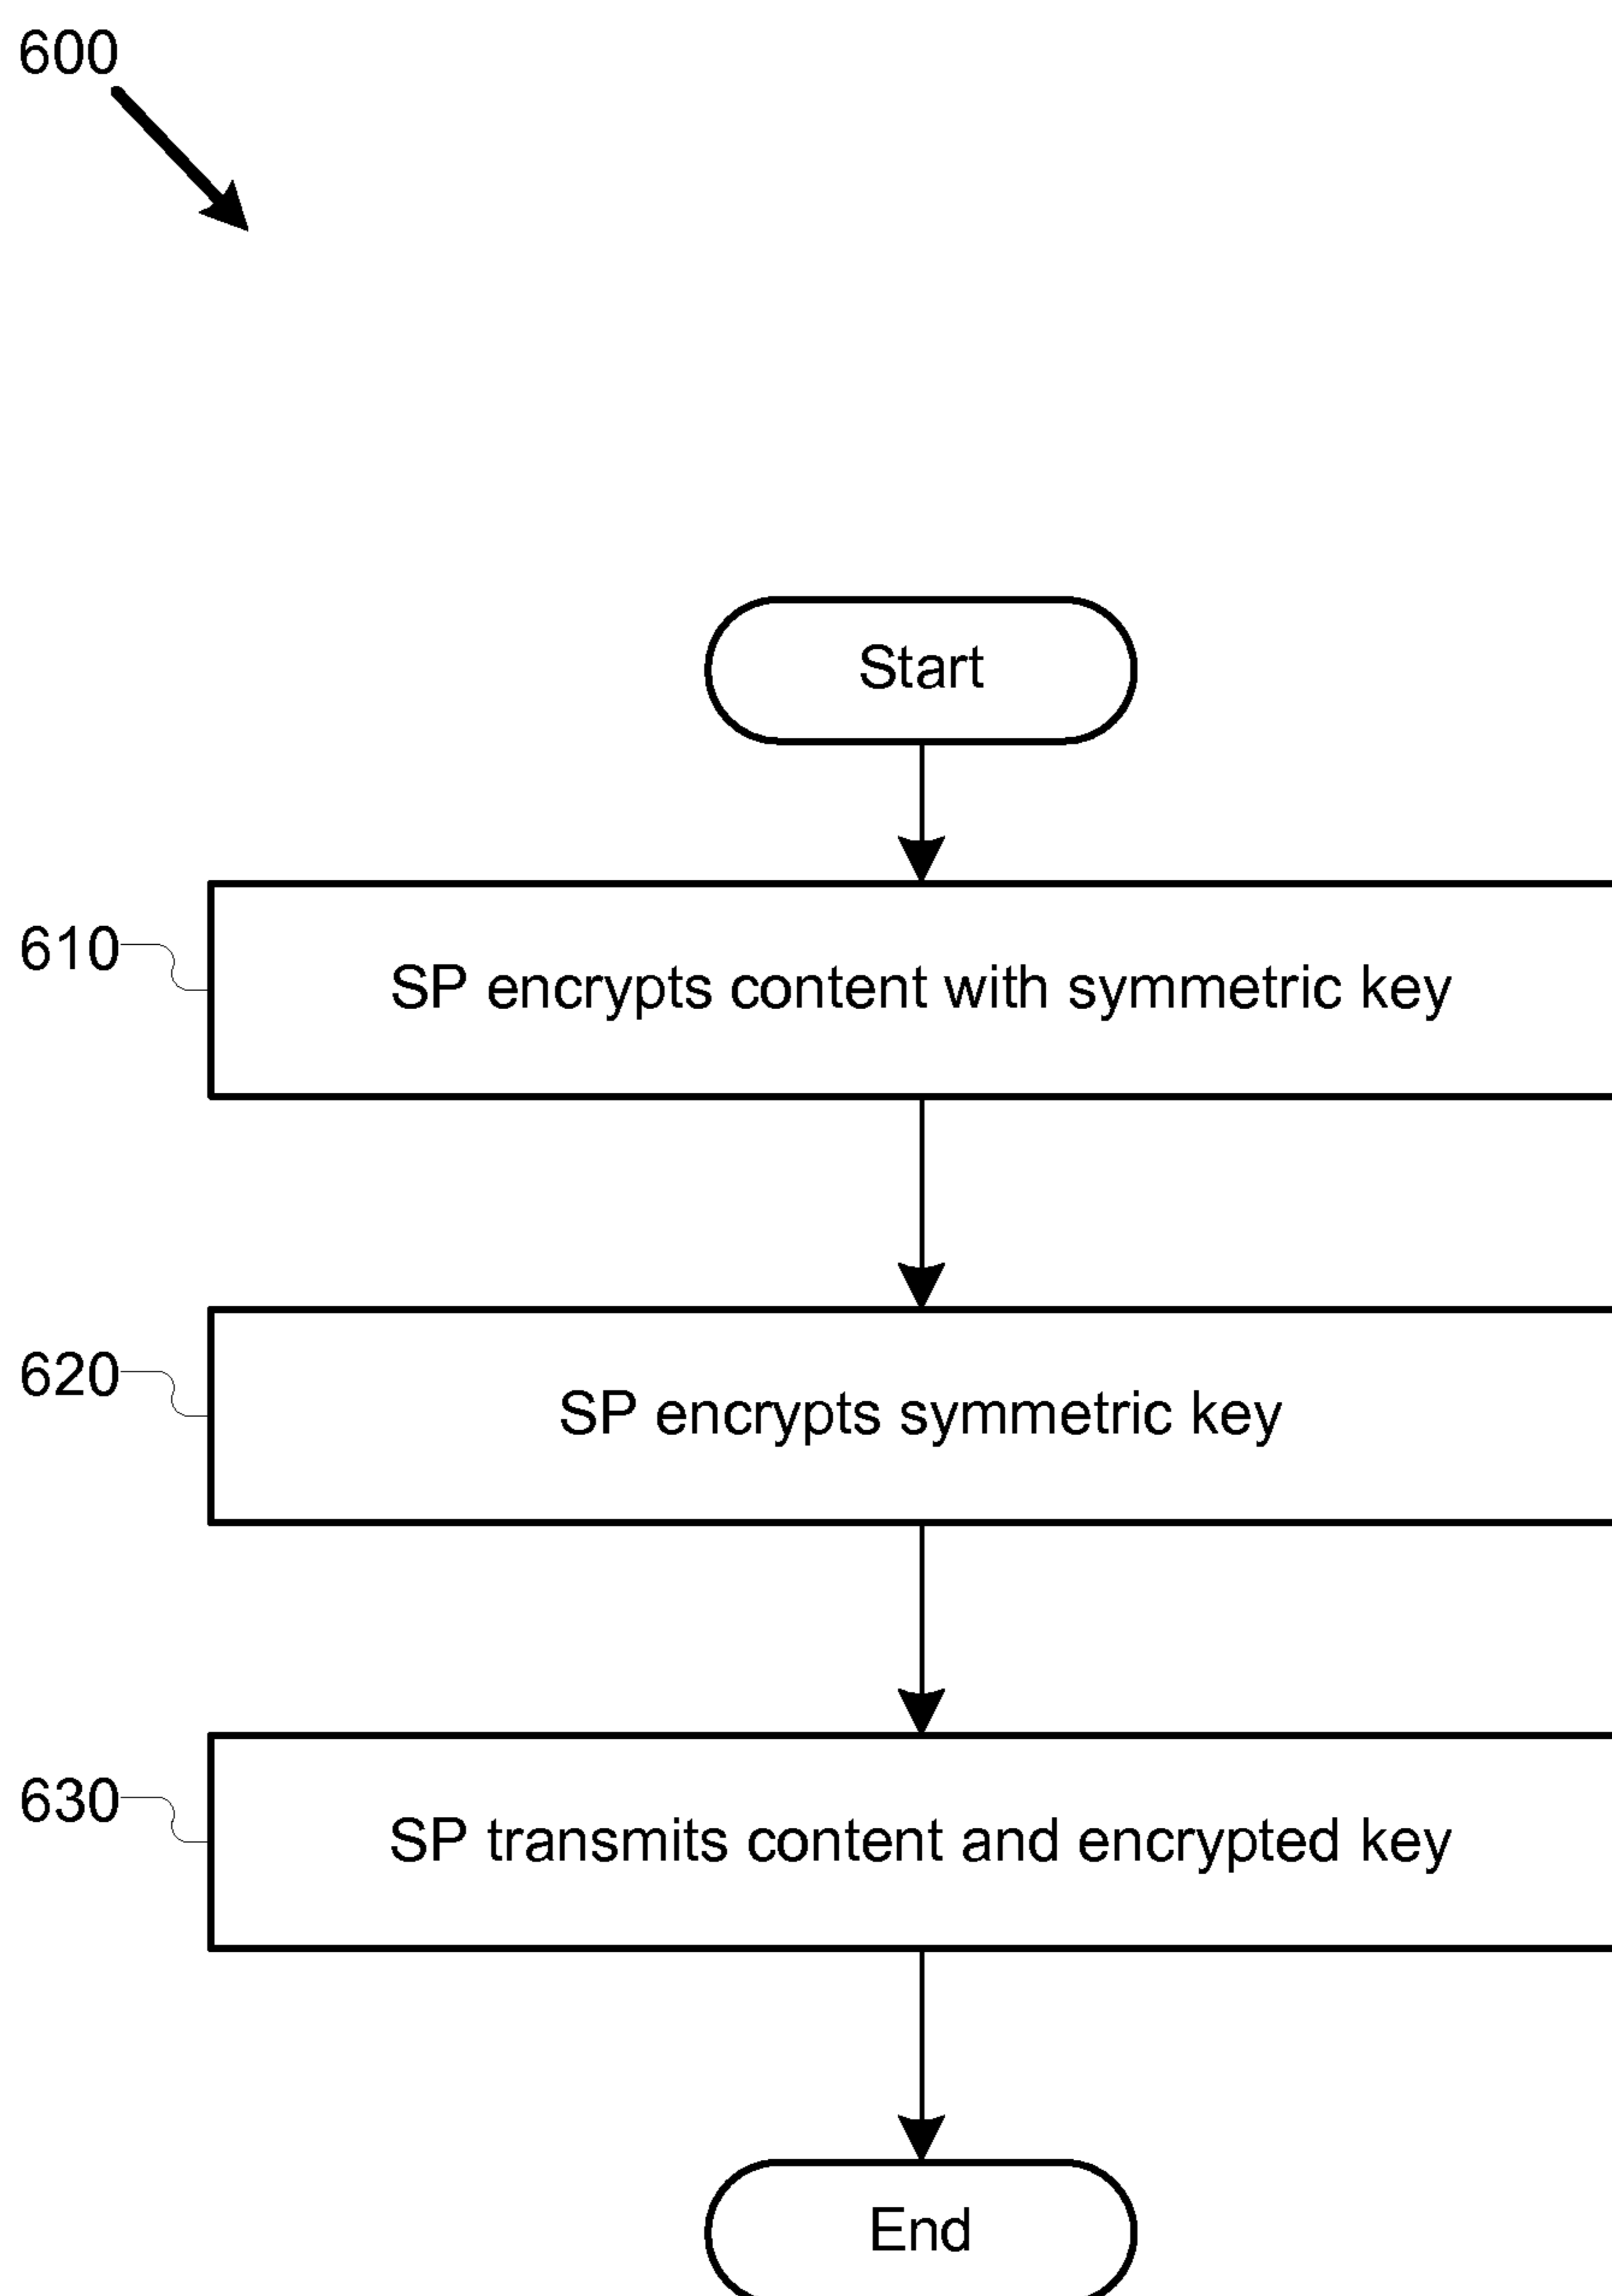 600
Start
610
SP encrypts content with symmetric key
620
SP encrypts symmetric key
630
SP transmits content and encrypted key
End